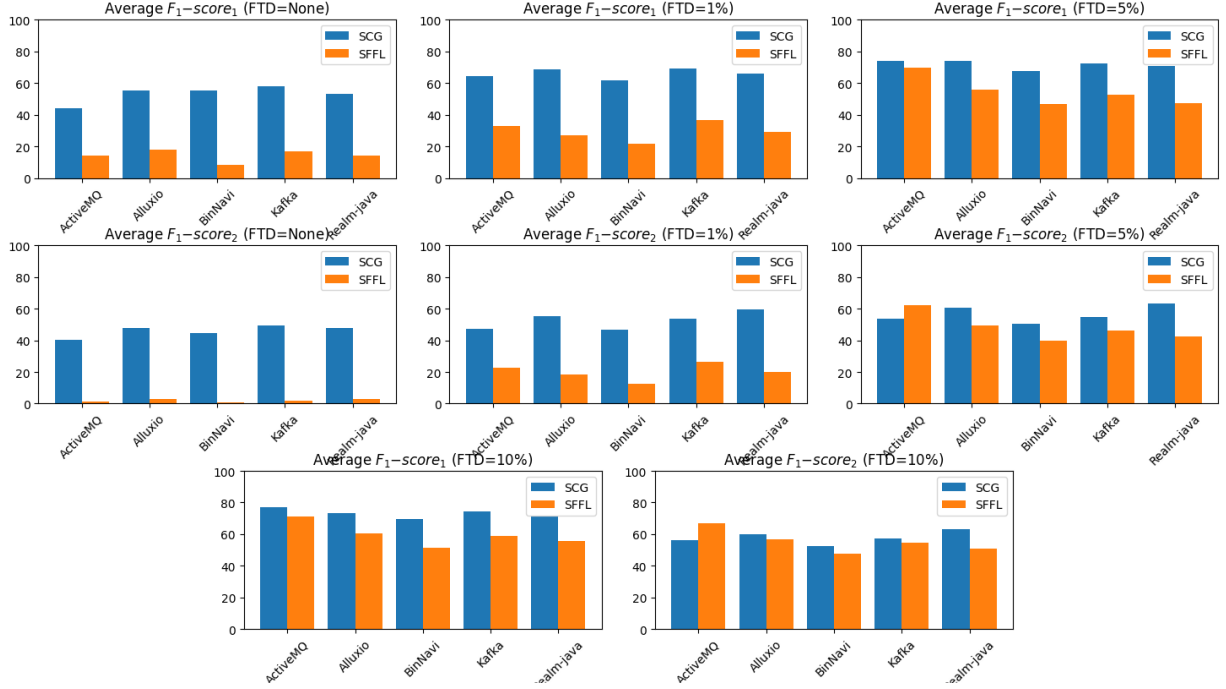 Average F1−score1 (FTD=None)
100
80
60
40
20
0
SCG
SFFL
ActiveMQ
Alluxio
BinNavi
Kafka
Realm-java
Average F1−score1 (FTD=1%)
100
80
60
40
20
0
SCG
SFFL
ActiveMQ
Alluxio
BinNavi
Kafka
Realm-java
Average F1−score1 (FTD=5%)
100
80
60
40
20
0
SCG
SFFL
ActiveMQ
Alluxio
BinNavi
Kafka
Realm-java
Average F1−score2 (FTD=None)
100
80
60
40
20
0
SCG
SFFL
ActiveMQ
Alluxio
BinNavi
Kafka
Realm-java
Average F1−score2 (FTD=1%)
100
80
60
40
20
0
SCG
SFFL
ActiveMQ
Alluxio
BinNavi
Kafka
Realm-java
Average F1−score2 (FTD=5%)
100
80
60
40
20
0
SCG
SFFL
ActiveMQ
Alluxio
BinNavi
Kafka
Realm-java
Average F1−score1 (FTD=10%)
100
80
60
40
20
0
SCG
SFFL
ActiveMQ
Alluxio
BinNavi
Kafka
Realm-java
Average F1−score2 (FTD=10%)
100
80
60
40
20
0
SCG
SFFL
ActiveMQ
Alluxio
BinNavi
Kafka
Realm-java